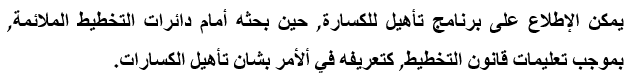 يمكن الإطلاع على برنامج تأهيل للكسارة, حين بحثه أمام دائرات التخطيط الملائمة,
بموجب تعليمات قانون التخطيط, كتعريفه في ألأمر بشان تأهيل الكسارات.